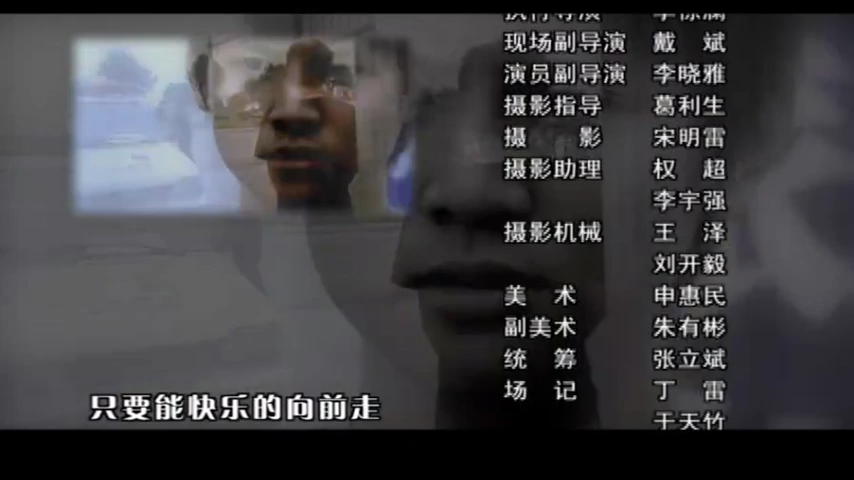 现场副导演 戴 斌
演员副导演 李晓雅
摄影指导 葛利生
摄 影 宋明雷
摄影助理 权 超
李宇强
摄影机械 王 泽
刘开毅
美 术 申惠民
副美术 朱有彬
统 筹 张立斌
场 记 丁 雷
于天竹
只要能快乐的向前走